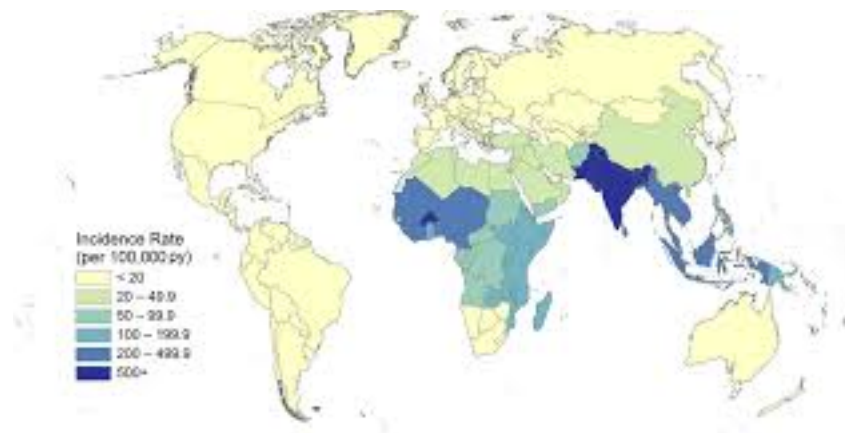 Incidence Rate
(per 100,000 py)
< 20
20 – 49.9
50 – 99.9
100 – 199.9
200 – 499.9
500+